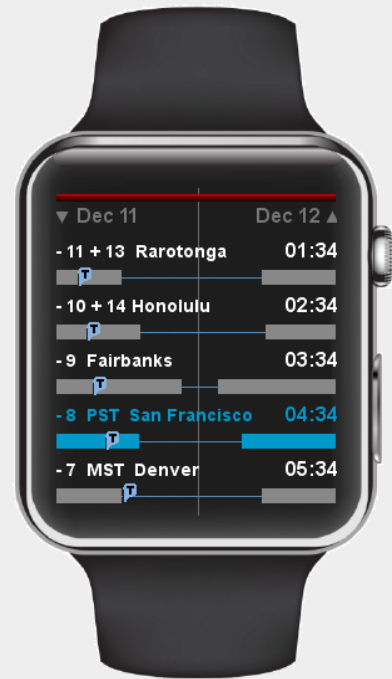 ▼ Dec 11 Dec 12 ▲
- 11 + 13 Rarotonga 01:34
T
- 10 + 14 Honolulu 02:34
T
- 9 Fairbanks 03:34
T
- 8 PST San Francisco 04:34
T
- 7 MST Denver 05:34
T